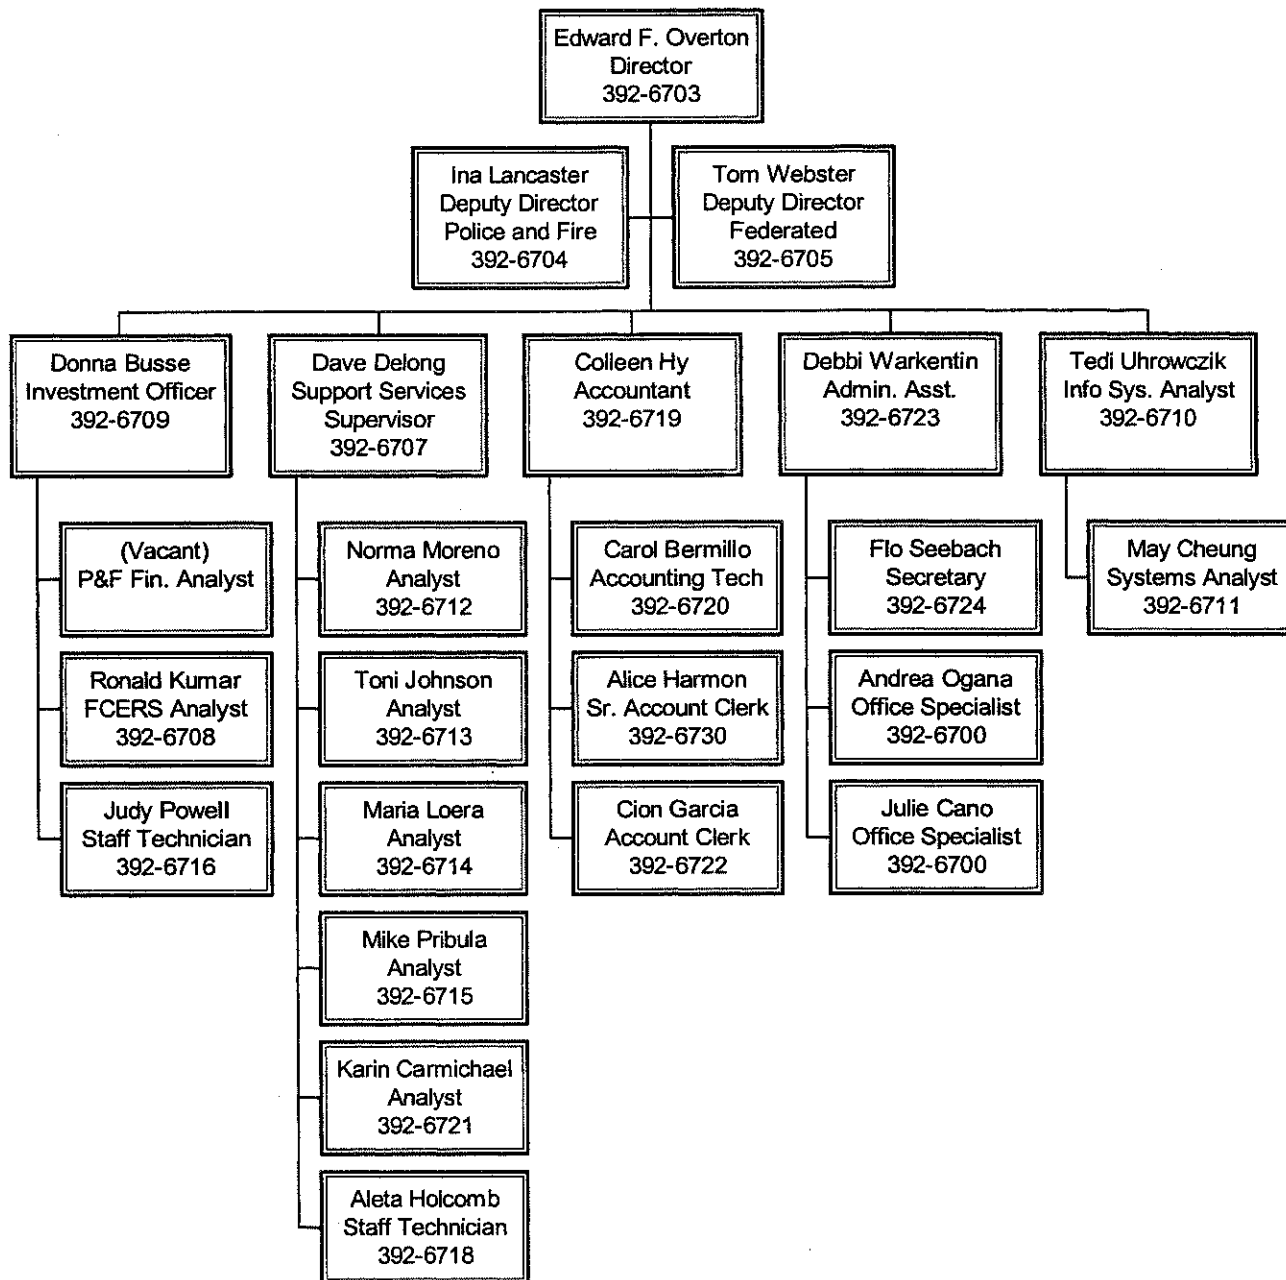 Edward F. Overton
Director
392-6703
Ina Lancaster
Deputy Director
Police and Fire
392-6704
Tom Webster
Deputy Director
Federated
392-6705
Donna Busse
Investment Officer
392-6709
Dave Delong
Support Services
Supervisor
392-6707
Colleen Hy
Accountant
392-6719
Debbi Warkentin
Admin. Asst.
392-6723
Tedi Uhrowczik
Info Sys. Analyst
392-6710
(Vacant)
P&F Fin. Analyst
Ronald Kumar
FCERS Analyst
392-6708
Judy Powell
Staff Technician
392-6716
Norma Moreno
Analyst
392-6712
Toni Johnson
Analyst
392-6713
Maria Loera
Analyst
392-6714
Mike Pribula
Analyst
392-6715
Karin Carmichael
Analyst
392-6721
Aleta Holcomb
Staff Technician
392-6718
Carol Bermillo
Accounting Tech
392-6720
Alice Harmon
Sr. Account Clerk
392-6730
Cion Garcia
Account Clerk
392-6722
Flo Seebach
Secretary
392-6724
Andrea Ogana
Office Specialist
392-6700
Julie Cano
Office Specialist
392-6700
May Cheung
Systems Analyst
392-6711